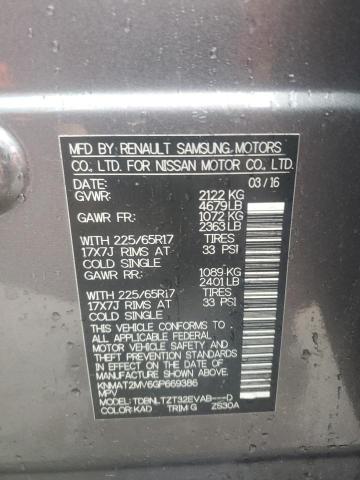 MFD BY RENAULT SAMSUNG MOTORS
CO., LTD. FOR NISSAN MOTOR CO., LTD.
DATE: 03/16
GVWR: 2122 KG
4679LB
GAWR FR: 1072 KG
2363LB
WITH 225/65R17 TIRES
17X7J RIMS AT 33 PSI
COLD SINGLE
GAWR RR: 1089 KG
2401LB
WITH 225/65R17 TIRES
17X7J RIMS AT 33 PSI
COLD SINGLE
THIS VEHICLE CONFORMS TO ALL
APPLICABLE FEDERAL MOTOR VEHICLE
SAFETY STANDARDS IN EFFECT ON THE
DATE OF MANUFACTURE SHOWN ABOVE.
KNMAT2MV6GP669386
MPV
MODEL: TDBNLTZT32EVAB---D
COLOR:KAD TRIM:G ZS30A